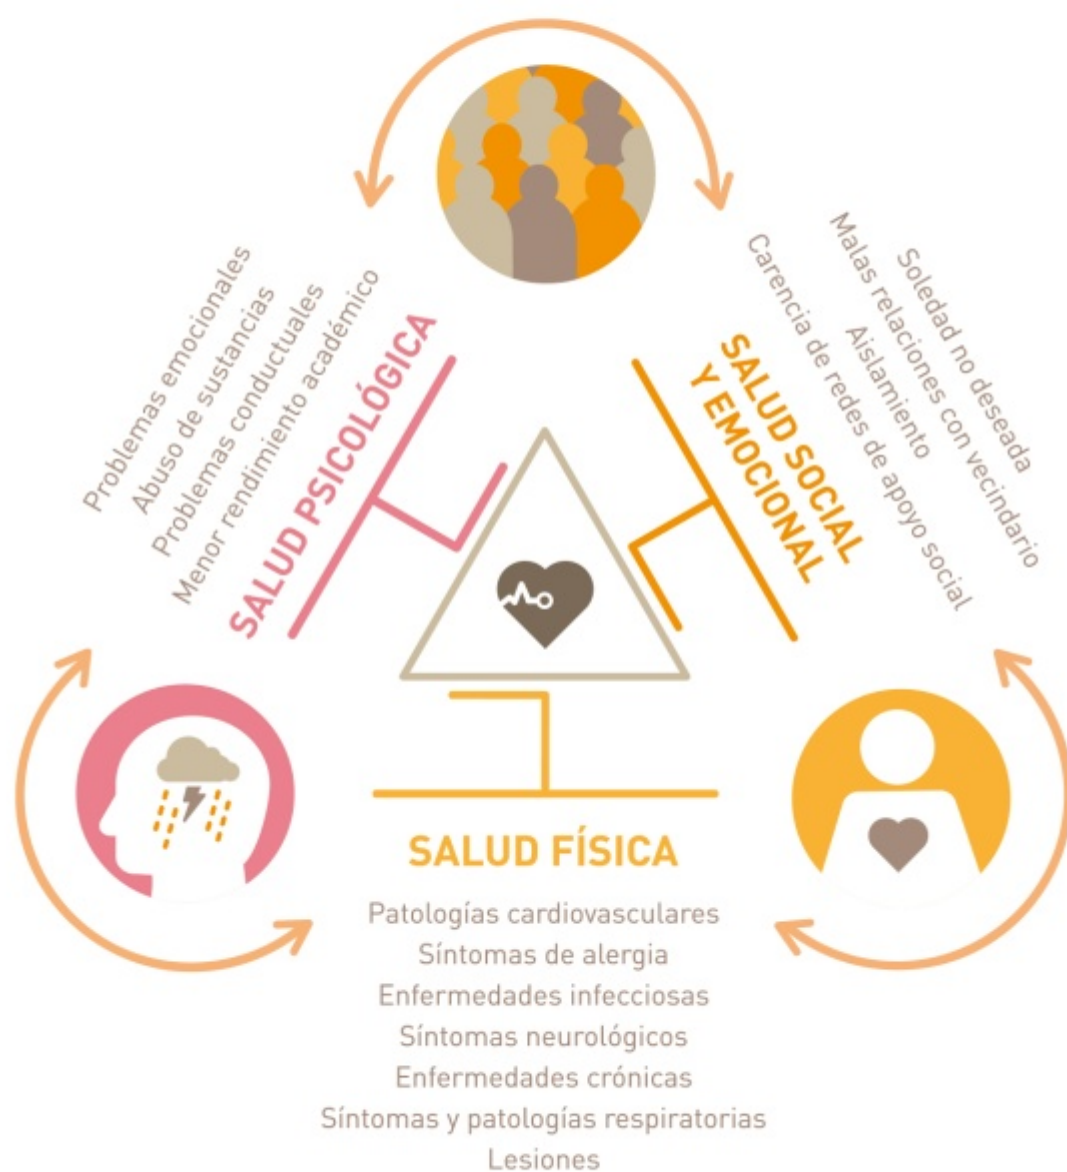 Problemas emocionales
Abuso de sustancias
Problemas conductuales
Menor rendimiento académico
SALUD PSICOLÓGICA
SALUD SOCIAL
Y EMOCIONAL
Soledad no deseada
Malas relaciones con vecindario
Aislamiento
Carencia de redes de apoyo social
SALUD FÍSICA
Patologías cardiovasculares
Síntomas de alergia
Enfermedades infecciosas
Síntomas neurológicos
Enfermedades crónicas
Síntomas y patologías respiratorias
Lesiones